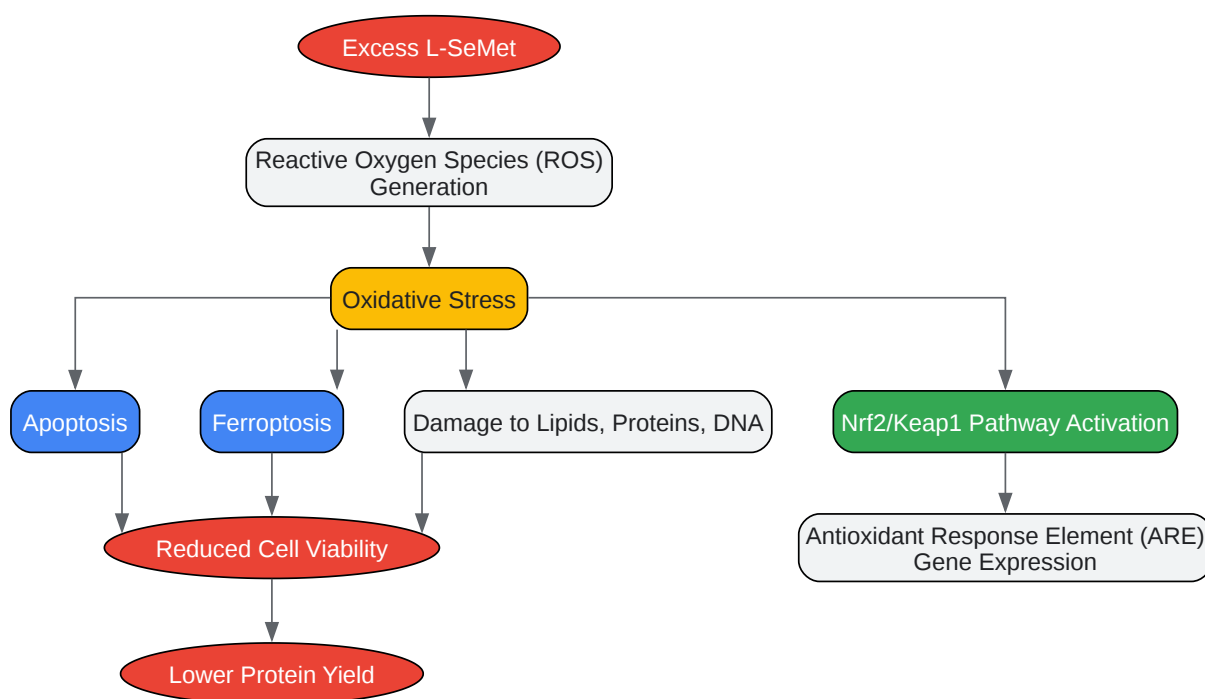 Excess L-SeMet
Reactive Oxygen Species (ROS)
Generation
Oxidative Stress
Apoptosis
Ferroptosis
Damage to Lipids, Proteins, DNA
Nrf2/Keap1 Pathway Activation
Reduced Cell Viability
Antioxidant Response Element (ARE)
Gene Expression
Lower Protein Yield